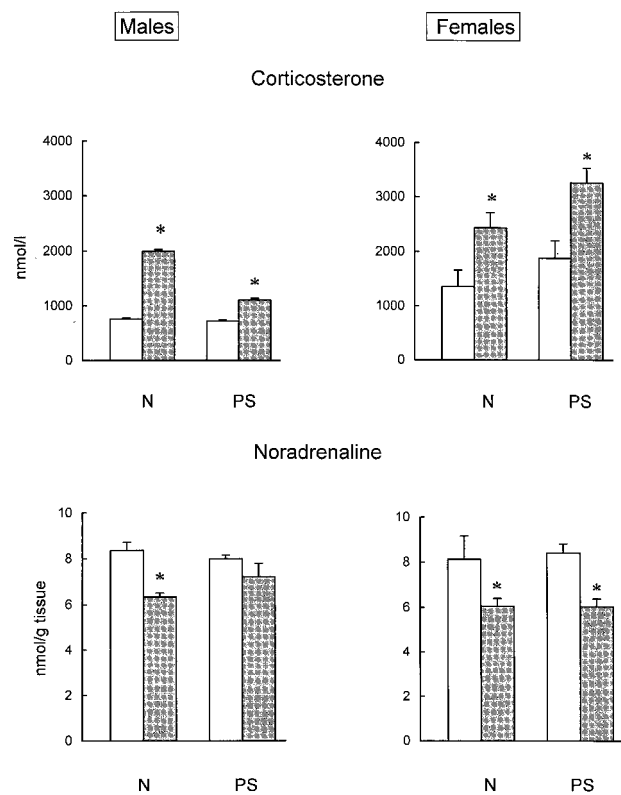 Males Females
Corticosterone
4000 4000
3000 3000
2000 2000
1000 1000
0 0
nmol/l
* * * *
N PS N PS
Noradrenaline
10 10
8 8
6 6
4 4
2 2
0 0
nmol/g tissue
* * *
N PS N PS